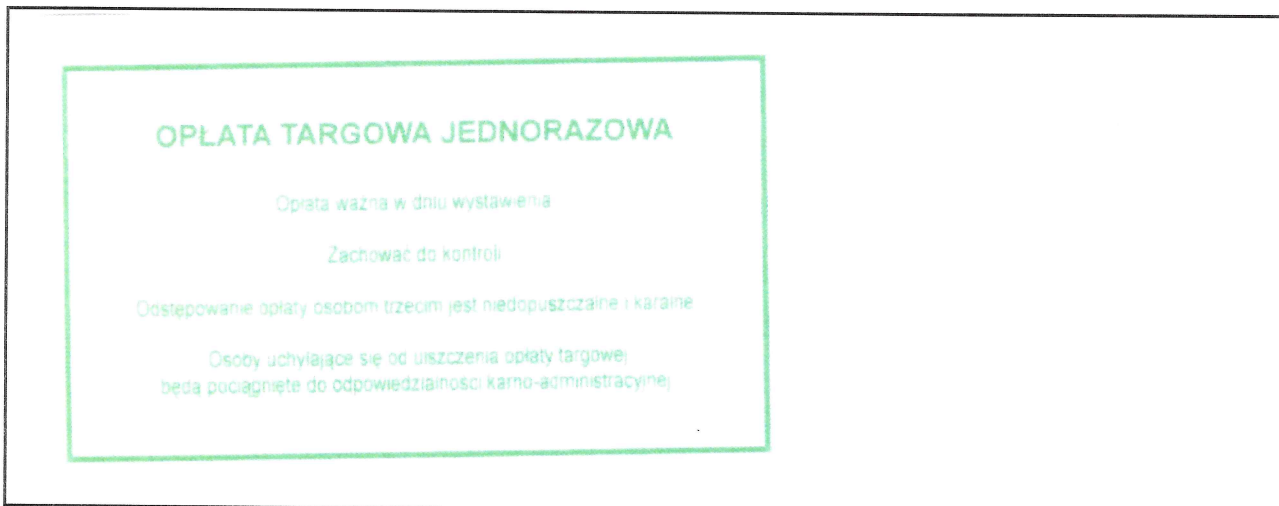 OPŁATA TARGOWA JEDNORAZOWA
Opłata ważna w dniu wystawienia
Zachować do kontroli
Odstępowanie opłaty osobom trzecim jest niedopuszczalne i karalne
Osoby uchylające się od uiszczenia opłaty targowej
będą pociągnięte do odpowiedzialności karno-administracyjnej